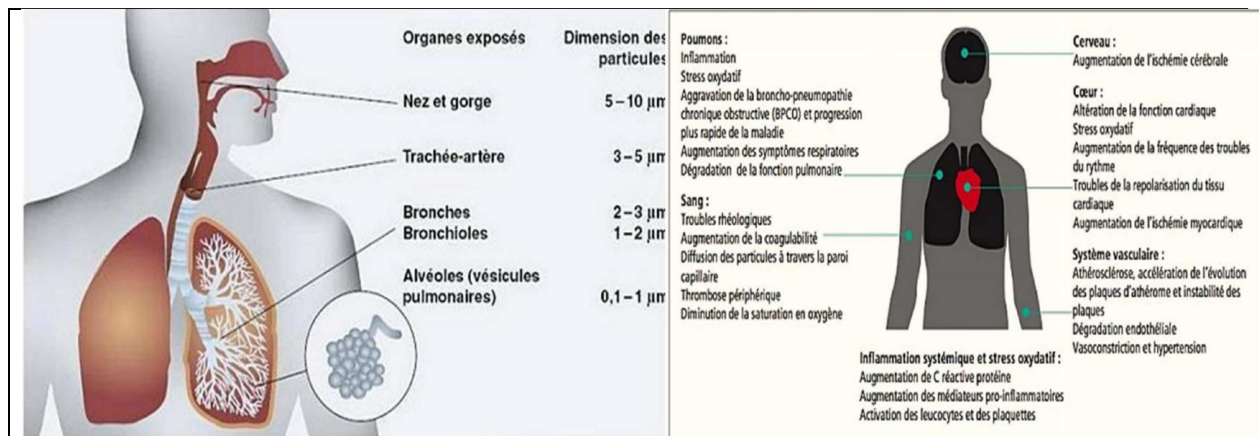 Organes exposés
Dimension des
particules
Nez et gorge
5–10 µm
Trachée-artère
3–5 µm
Bronches
2–3 µm
Bronchioles
1–2 µm
Alvéoles (vésicules
pulmonaires)
0,1–1 µm
Poumons :
Inflammation
Stress oxydatif
Aggravation de la broncho-pneumopathie
chronique obstructive (BPCO) et progression
plus rapide de la maladie
Augmentation des symptômes respiratoires
Dégradation de la fonction pulmonaire
Sang :
Troubles rhéologiques
Augmentation de la coagulabilité
Diffusion des particules à travers la paroi
capillaire
Thrombose périphérique
Diminution de la saturation en oxygène
Cerveau :
Augmentation de l'ischémie cérébrale
Cœur :
Altération de la fonction cardiaque
Stress oxydatif
Augmentation de la fréquence des troubles
du rythme
Troubles de la repolarisation du tissu
cardiaque
Augmentation de l'ischémie myocardique
Système vasculaire :
Athérosclérose, accélération de l'évolution
des plaques d'athérome et instabilité des
plaques
Dégradation endothéliale
Vasoconstriction et hypertension
Inflammation systémique et stress oxydatif :
Augmentation de C réactive protéine
Augmentation des médiateurs pro-inflammatoires
Activation des leucocytes et des plaquettes